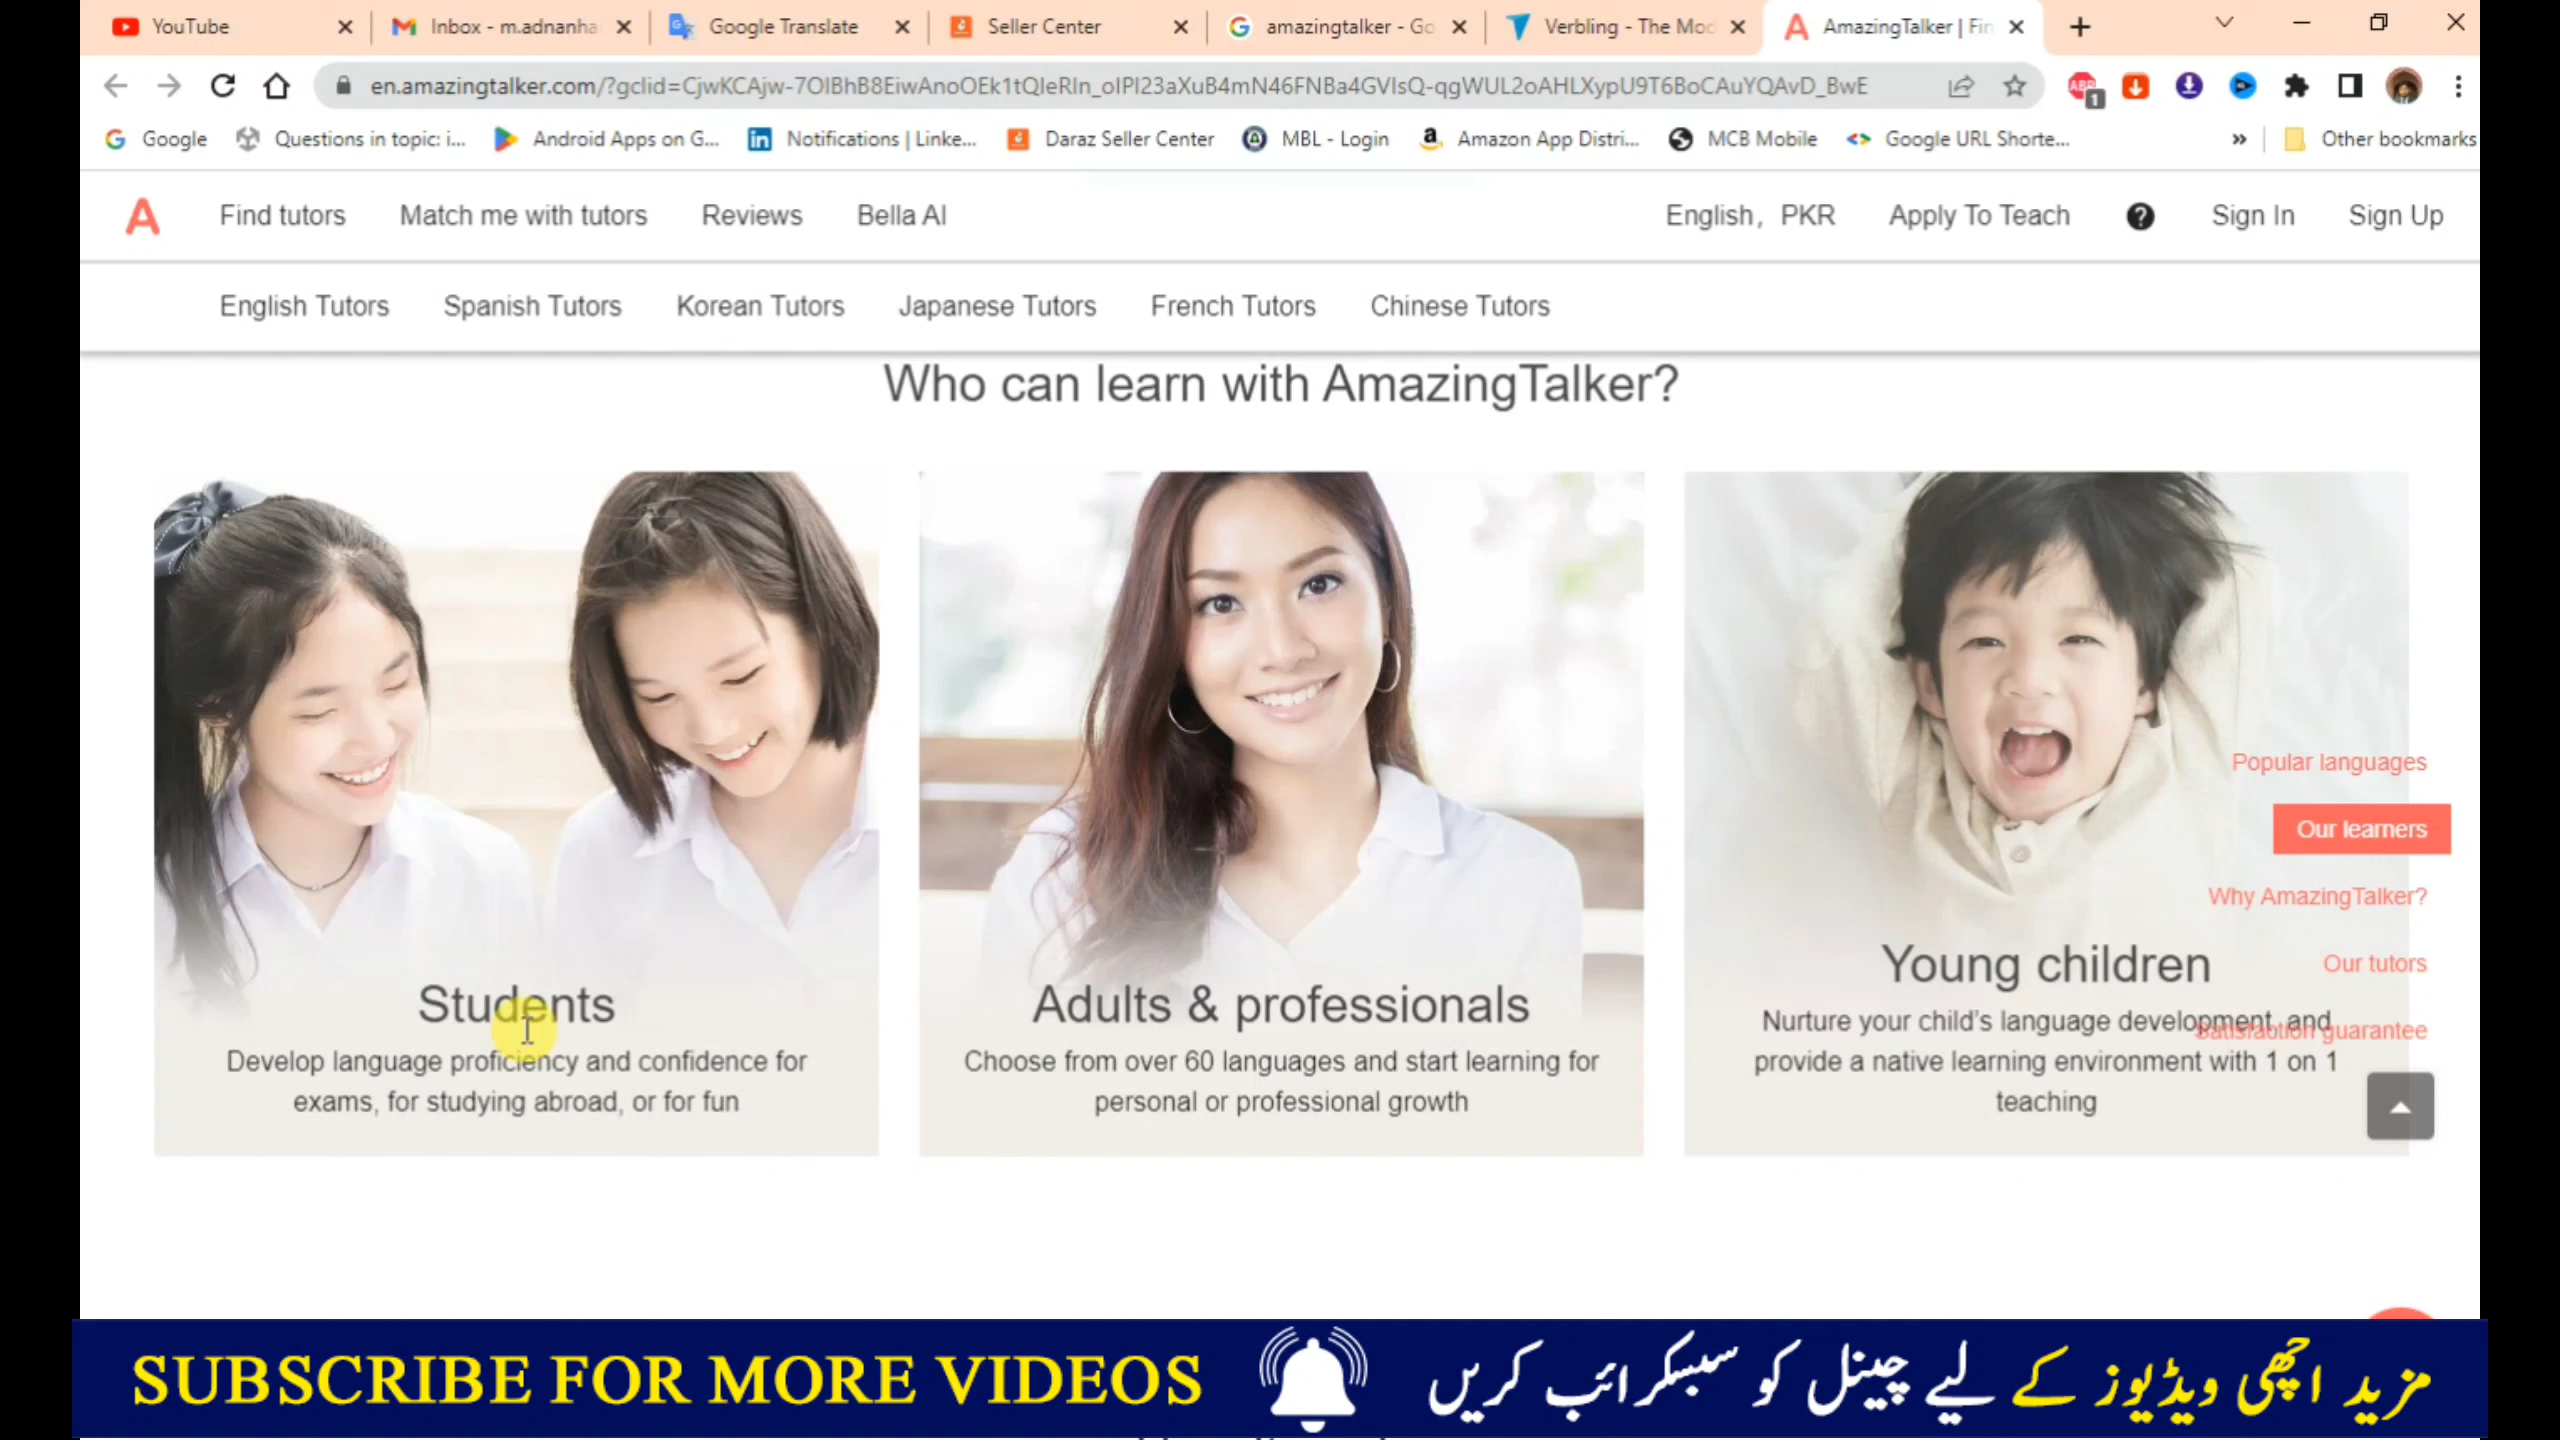 YouTube
Inbox - m.adnanha
Google Translate
Seller Center
amazingtalker - Go
Verbling - The Mod
AmazingTalker | Fin
en.amazingtalker.com/?gclid=
1
Google
Questions in topic: i...
Android Apps on G...
Notifications | Linke...
Daraz Seller Center
MBL - Login
Amazon App Distri...
MCB Mobile
Google URL Shorte...
Other bookmarks
A
Find tutors
Match me with tutors
Reviews
Bella AI
English, PKR
Apply To Teach
Sign In
Sign Up
English Tutors
Spanish Tutors
Korean Tutors
Japanese Tutors
French Tutors
Chinese Tutors
Who can learn with AmazingTalker?
Students
Develop language proficiency and confidence for
exams, for studying abroad, or for fun
Adults & professionals
Choose from over 60 languages and start learning for
personal or professional growth
Young children
Nurture your child's language development, and
provide a native learning environment with 1 on 1
teaching
Popular languages
Our learners
Why AmazingTalker?
Our tutors
Satisfaction guarantee
SUBSCRIBE FOR MORE VIDEOS
مزید اچھی ویڈیوز کے لیے چینل کو سبسکرائب کریں